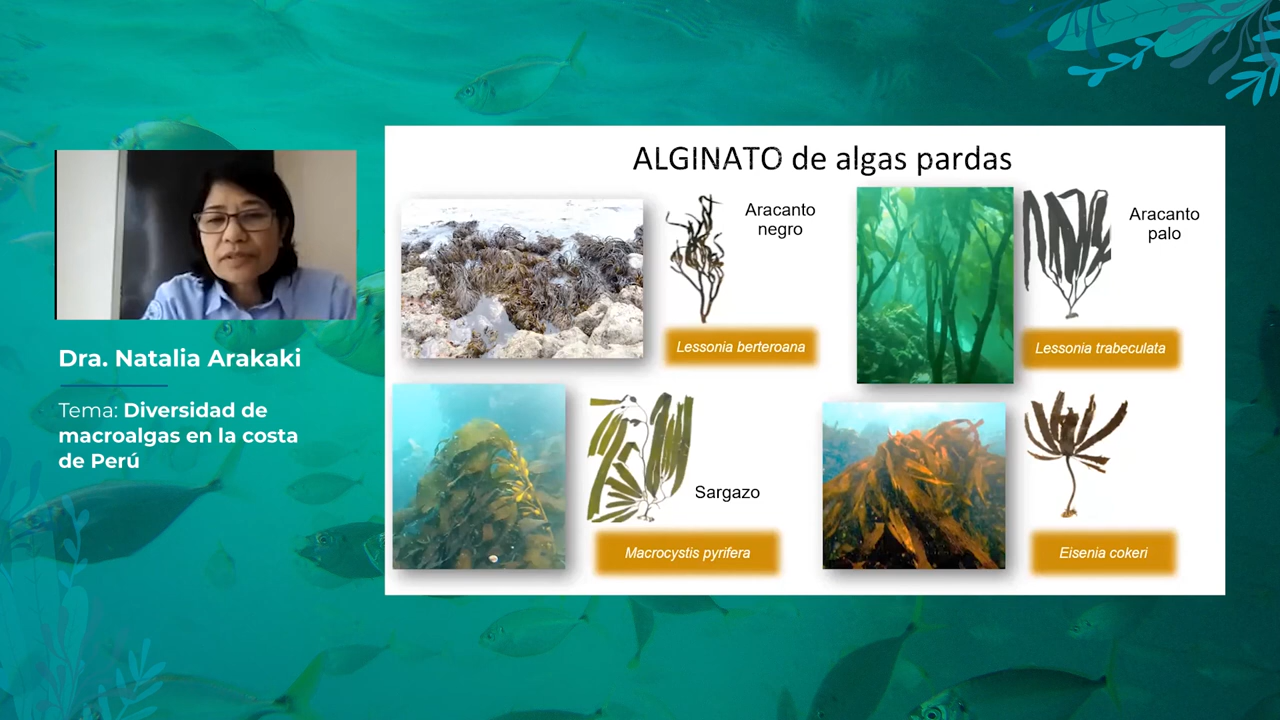 Dra. Natalia Arakaki
Tema: Diversidad de
macroalgas en la costa
de Perú
ALGINATO de algas pardas
Aracanto
negro
Lessonia berteroana
Aracanto
palo
Lessonia trabeculata
Sargazo
Macrocystis pyrifera
Eisenia cokeri